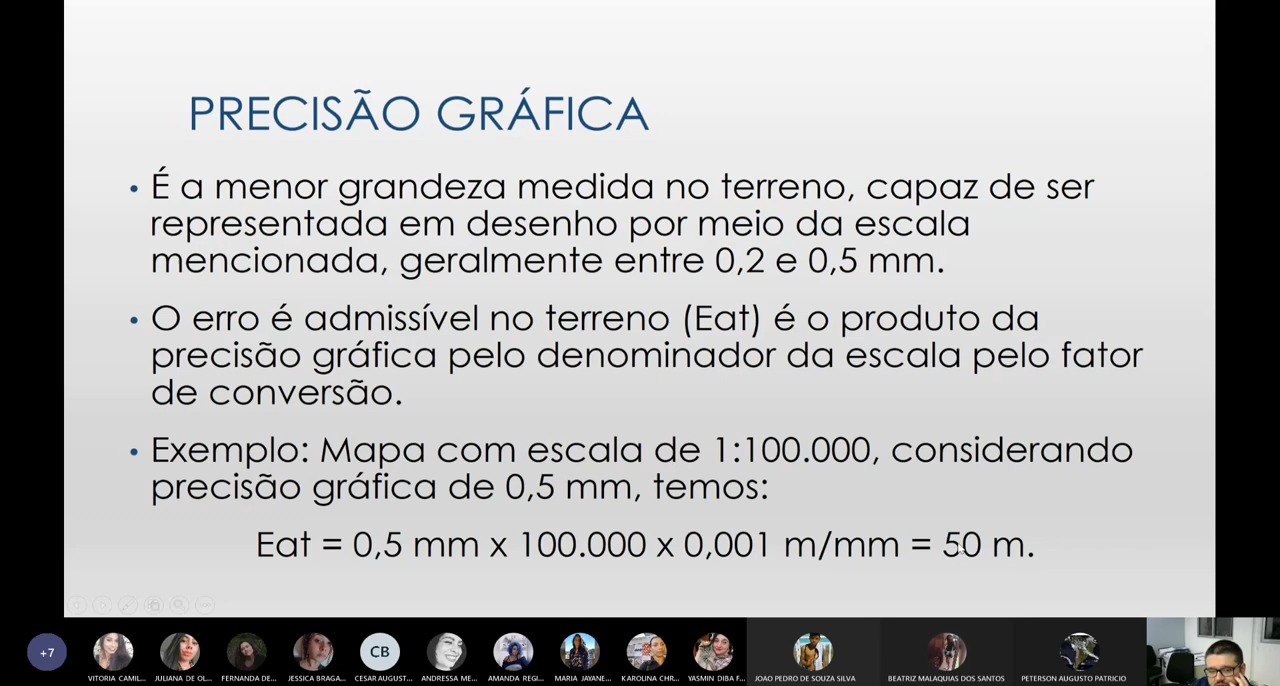 PRECISÃO GRÁFICA
• É a menor grandeza medida no terreno, capaz de ser
representada em desenho por meio da escala
mencionada, geralmente entre 0,2 e 0,5 mm.
• O erro é admissível no terreno (Eat) é o produto da
precisão gráfica pelo denominador da escala pelo fator
de conversão.
• Exemplo: Mapa com escala de 1:100.000, considerando
precisão gráfica de 0,5 mm, temos:
Eat = 0,5 mm x 100.000 x 0,001 m/mm = 50 m.
+7
CB
VITORIA CAMIL... JULIANA DE OL... FERNANDA DE... JESSICA BRAGA... CESAR AUGUST... ANDRESSA ME... AMANDA REGI... MARIA JAYANE... KAROLINA CHR... YASMIN DIBA F... JOAO PEDRO DE SOUZA SILVA BEATRIZ MALAQUIAS DOS SANTOS PETERSON AUGUSTO PATRICIO